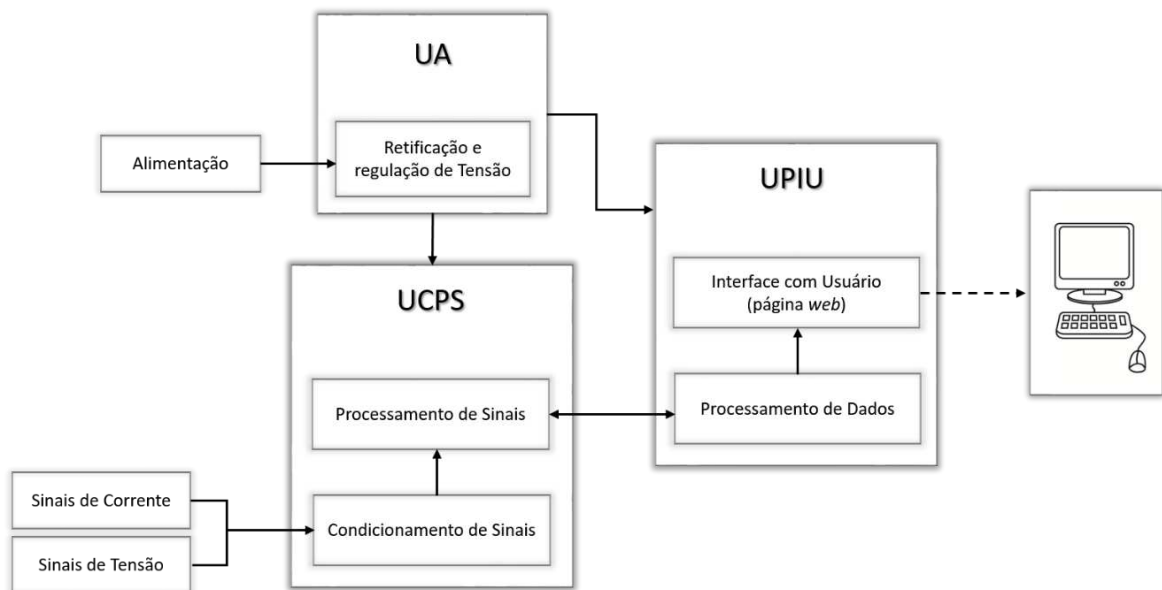 UA
Alimentação
Retificação e
regulação de Tensão
UPIU
Interface com Usuário
(página web)
UCPS
Processamento de Sinais
Processamento de Dados
Sinais de Corrente
Condicionamento de Sinais
Sinais de Tensão